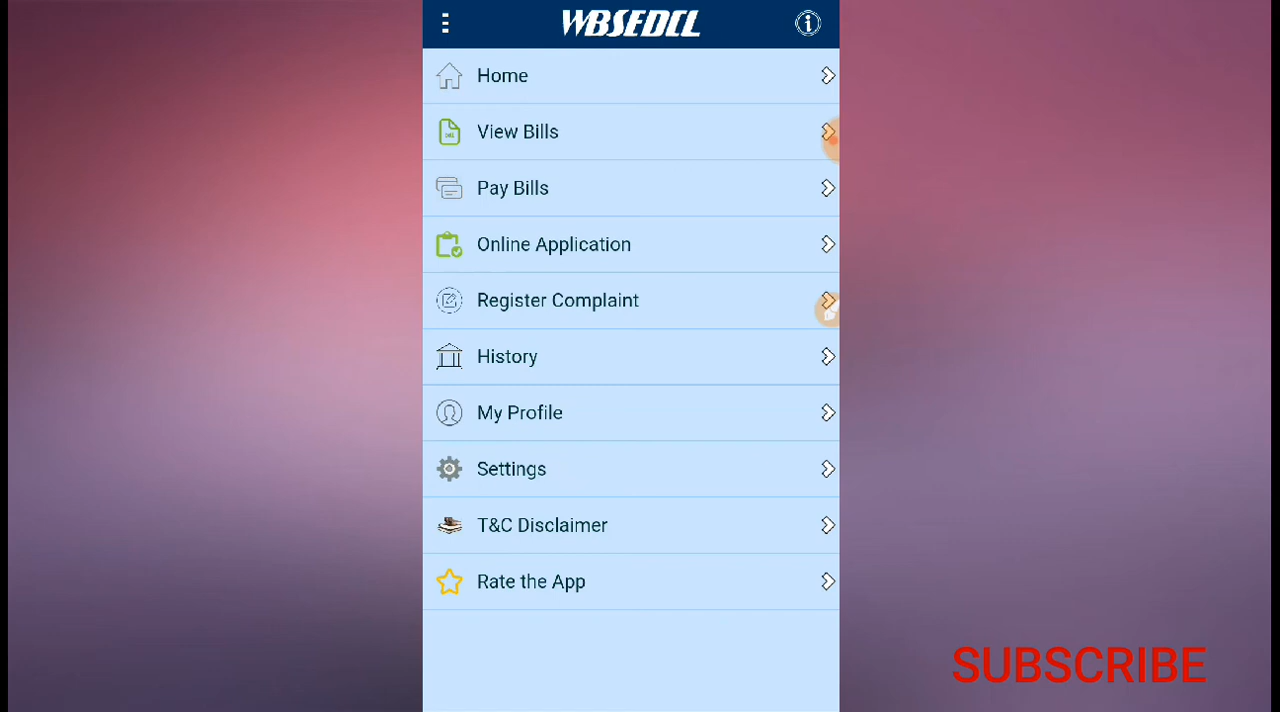 WBSEDCL
Home
View Bills
Pay Bills
Online Application
Register Complaint
History
My Profile
Settings
T&C Disclaimer
Rate the App
SUBSCRIBE